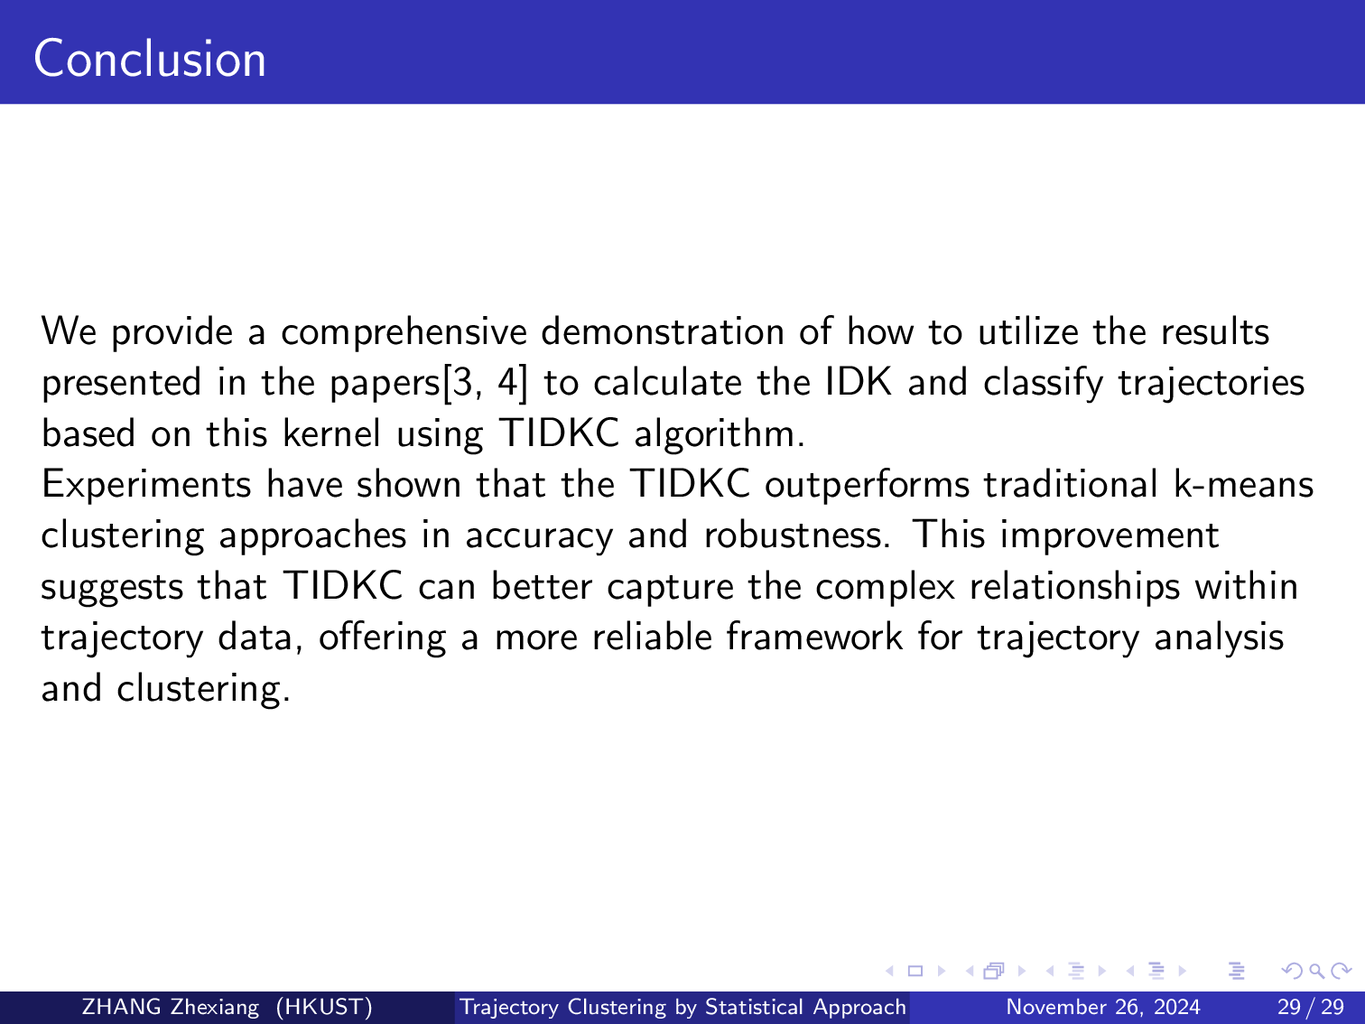 Conclusion
We provide a comprehensive demonstration of how to utilize the results
presented in the papers[3, 4] to calculate the IDK and classify trajectories
based on this kernel using TIDKC algorithm.
Experiments have shown that the TIDKC outperforms traditional k-means
clustering approaches in accuracy and robustness. This improvement
suggests that TIDKC can better capture the complex relationships within
trajectory data, offering a more reliable framework for trajectory analysis
and clustering.
ZHANG Zhexiang (HKUST) Trajectory Clustering by Statistical Approach November 26, 2024 29 / 29